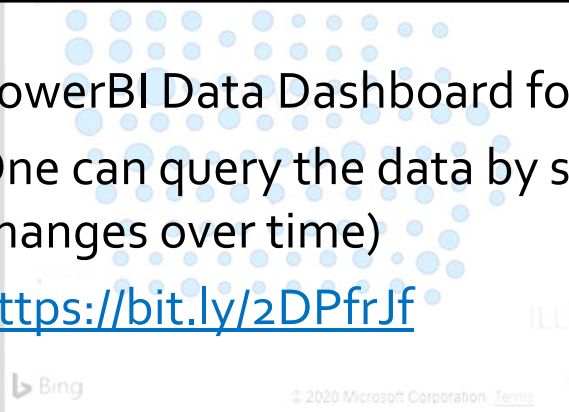 owerBI Data Dashboard fo
ne can query the data by s
hanges over time)
ttps://bit.ly/2DPfrJf
ILL
Bing
© 2020 Microsoft Corporation Terms